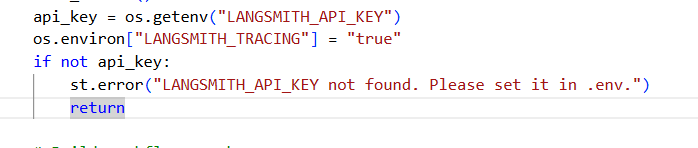 api_key = os.getenv("LANGSMITH_API_KEY")
os.environ["LANGSMITH_TRACING"] = "true"
if not api_key:
st.error("LANGSMITH_API_KEY not found. Please set it in .env.")
return